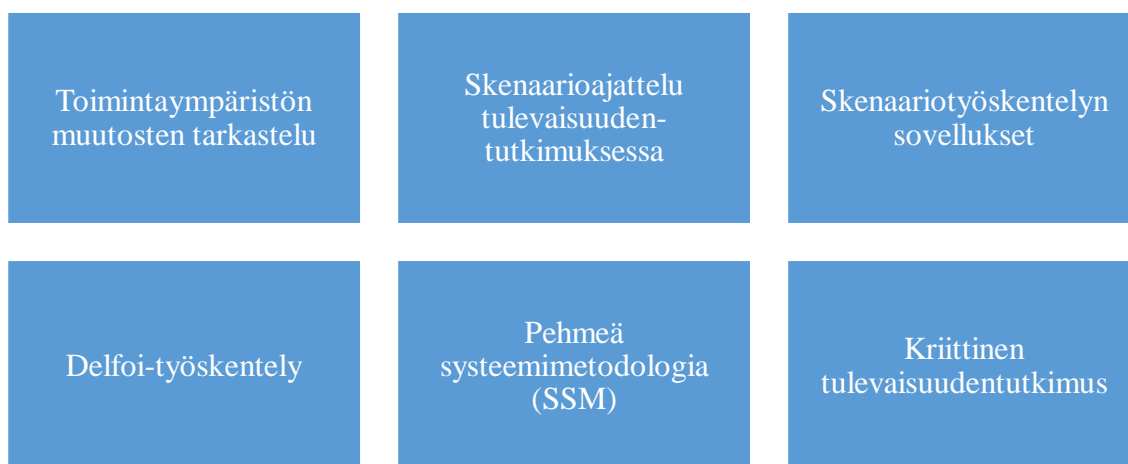 Toimintaympäristön
muutosten tarkastelu
Skenaarioajattelu
tulevaisuuden-
tutkimuksessa
Skenaariotyöskentelyn
sovellukset
Delfoi-työskentely
Pehmeä
systeemimetodologia
(SSM)
Kriittinen
tulevaisuudentutkimus